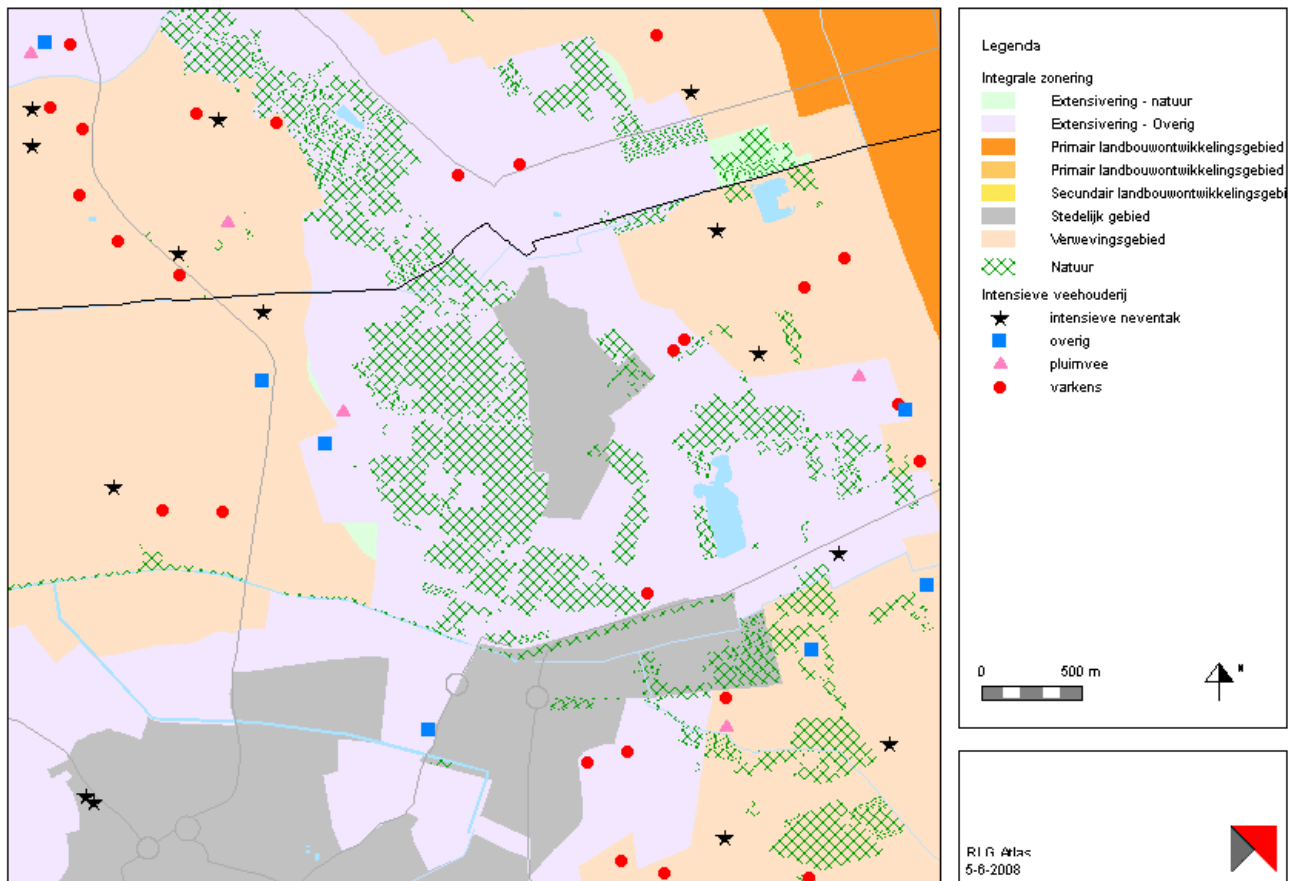 Legenda
Integrale zonering
Extensivering - natuur
Extensivering - Overig
Primair landbouwontwikkelingsgebied
Primair landbouwontwikkelingsgebied
Secundair landbouwontwikkelingsgebi
Stedelijk gebied
Verwevingsgebied
Natuur
Intensieve veehouderij
intensieve neventak
overig
pluimvee
varkens
0 500 m
N
RLG Atlas
5-6-2008